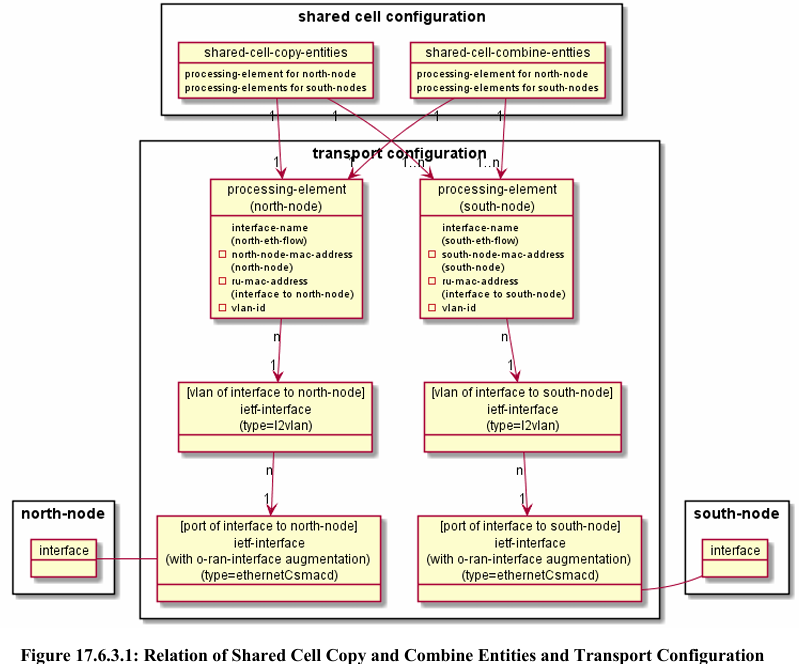 shared cell configuration
shared-cell-copy-entities
processing-element for north-node
processing-elements for south-nodes
shared-cell-combine-entties
processing-element for north-node
processing-elements for south-nodes
1
1
1
1
transport configuration
1
1
1..n
1..n
processing-element
(north-node)
interface-name
(north-eth-flow)
north-node-mac-address
(north-node)
ru-mac-address
(interface to north-node)
vlan-id
processing-element
(south-node)
interface-name
(south-eth-flow)
south-node-mac-address
(south-node)
ru-mac-address
(interface to south-node)
vlan-id
n
1
n
1
[vlan of interface to north-node]
ietf-interface
(type=l2vlan)
[vlan of interface to south-node]
ietf-interface
(type=l2vlan)
n
1
n
1
north-node
interface
[port of interface to north-node]
ietf-interface
(with o-ran-interface augmentation)
(type=ethernetCsmacd)
[port of interface to south-node]
ietf-interface
(with o-ran-interface augmentation)
(type=ethernetCsmacd)
south-node
interface
Figure 17.6.3.1: Relation of Shared Cell Copy and Combine Entities and Transport Configuration